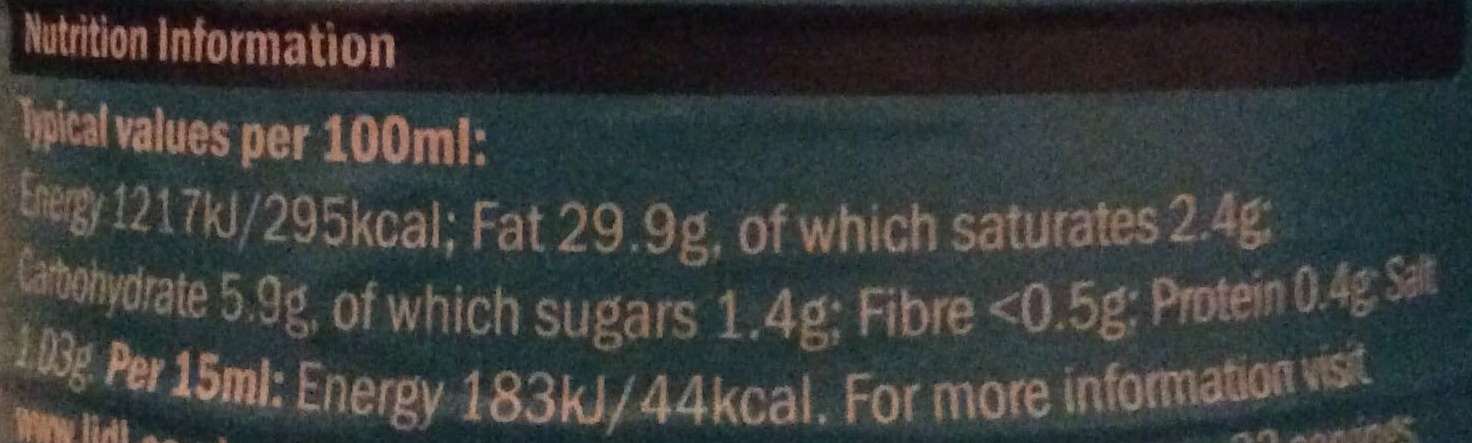 Nutrition Information
Typical values per 100ml:
Energy 1217kJ/295kcal; Fat 29.9g, of which saturates 2.4g;
Carbohydrate 5.9g, of which sugars 1.4g; Fibre <0.5g; Protein 0.4g; Salt
1.03g. Per 15ml: Energy 183kJ/44kcal. For more information visit